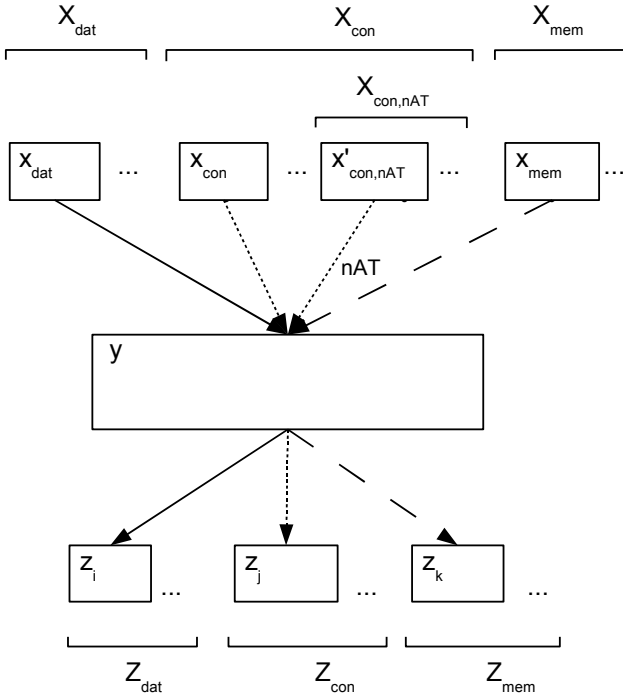 X_dat X_con X_mem
X_con,nAT
x_dat ... x_con ... x'_con,nAT ... x_mem ...
nAT
y
z_i ... z_j ... z_k ...
Z_dat Z_con Z_mem